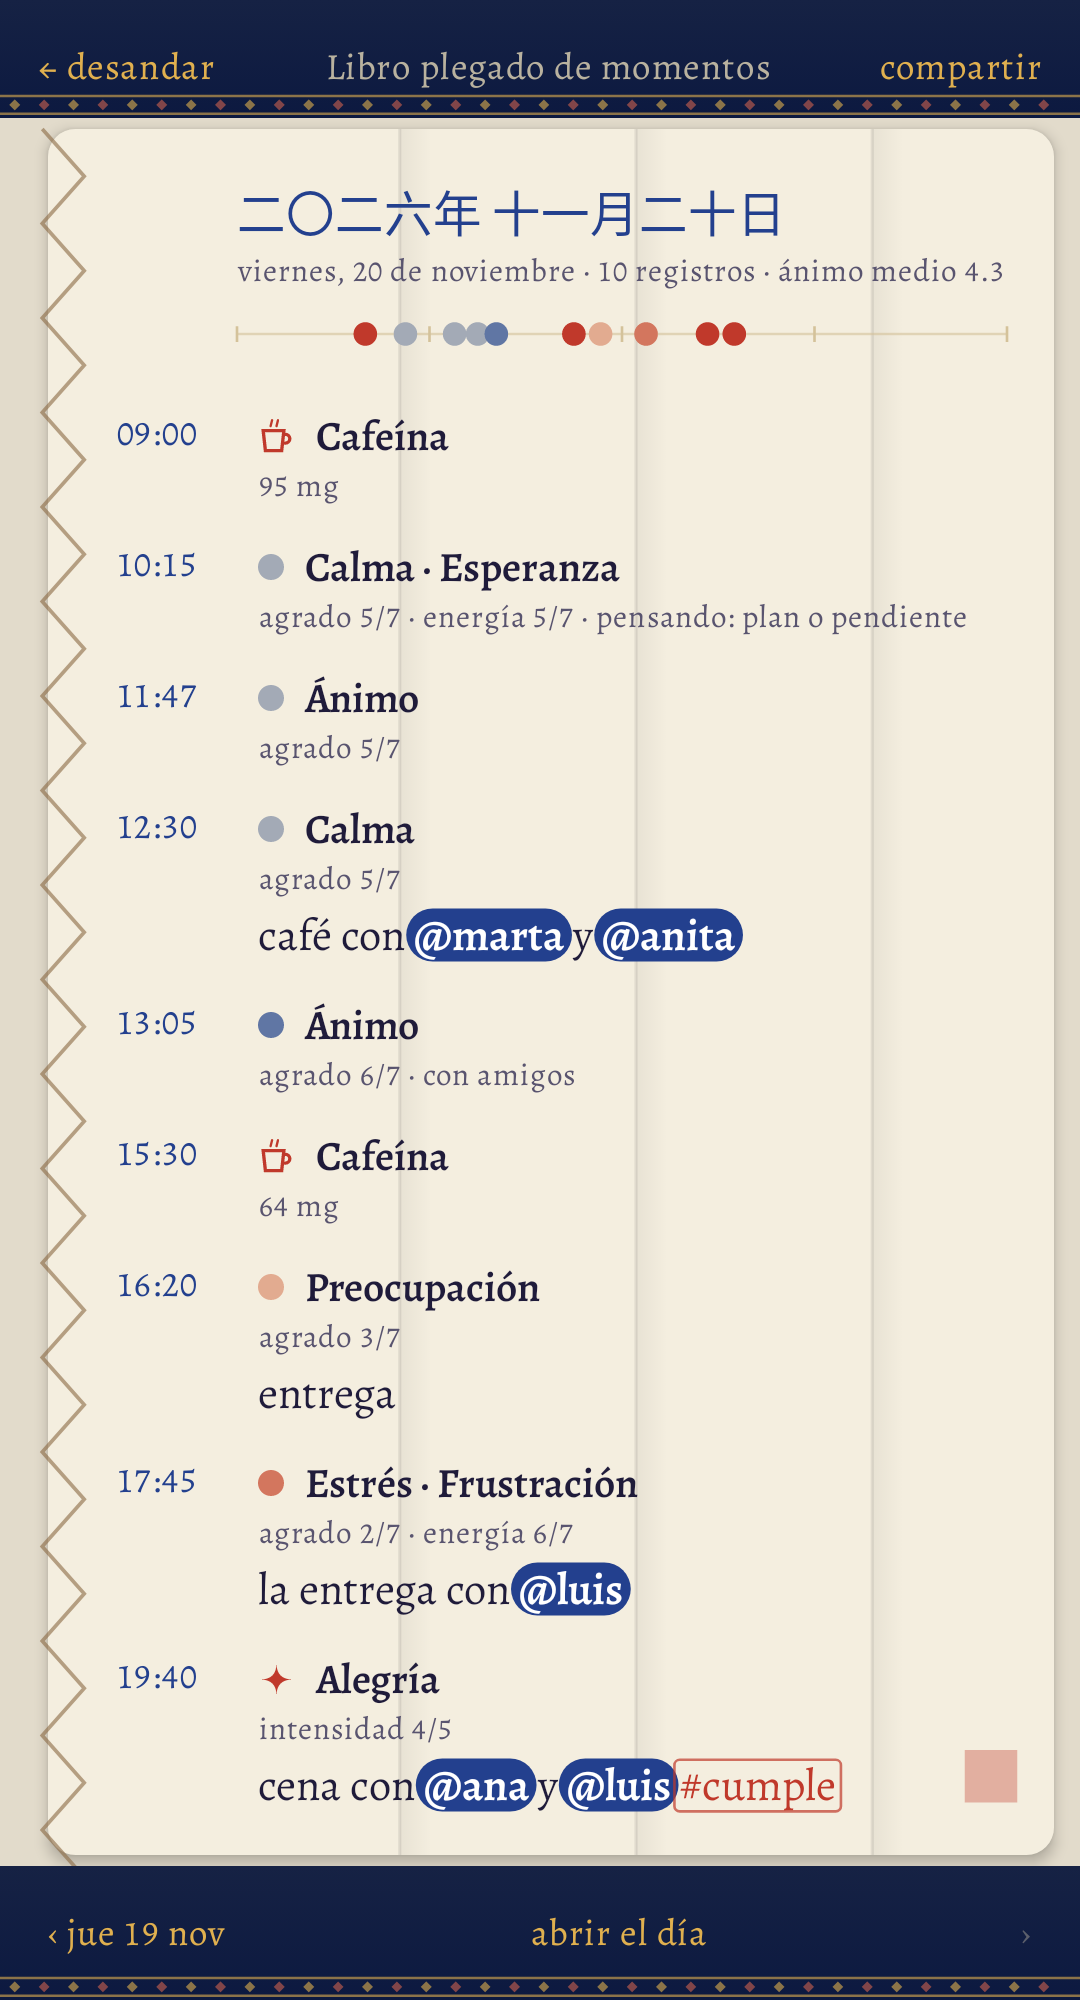 ← desandar
Libro plegado de momentos
compartir
二〇二六年 十一月二十日
viernes, 20 de noviembre · 10 registros · ánimo medio 4.3
09:00
Cafeína
95 mg
10:15
Calma · Esperanza
agrado 5/7 · energía 5/7 · pensando: plan o pendiente
11:47
Ánimo
agrado 5/7
12:30
Calma
agrado 5/7
café con @marta y @anita
13:05
Ánimo
agrado 6/7 · con amigos
15:30
Cafeína
64 mg
16:20
Preocupación
agrado 3/7
entrega
17:45
Estrés · Frustración
agrado 2/7 · energía 6/7
la entrega con @luis
19:40
Alegría
intensidad 4/5
cena con @ana y @luis #cumple
‹ jue 19 nov
abrir el día
›